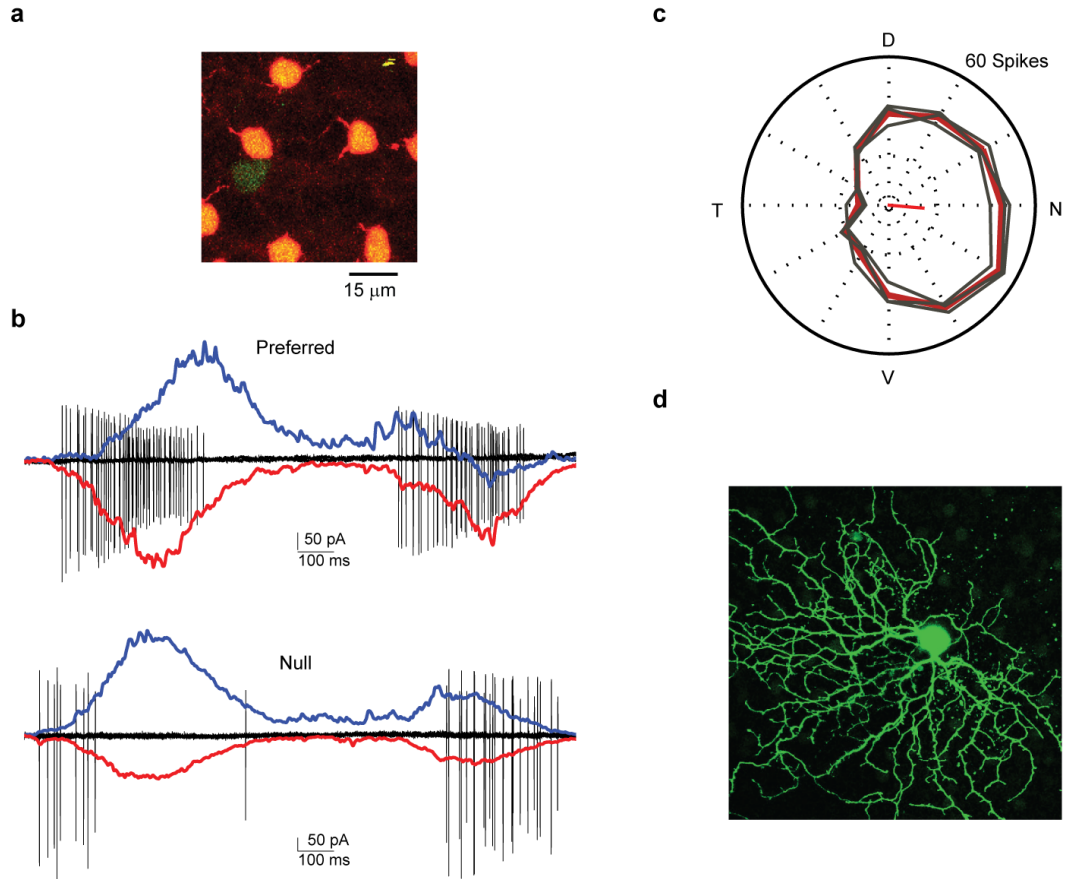 a
15 μm
b
Preferred
50 pA
100 ms
Null
50 pA
100 ms
c
D
60 Spikes
T
N
V
d